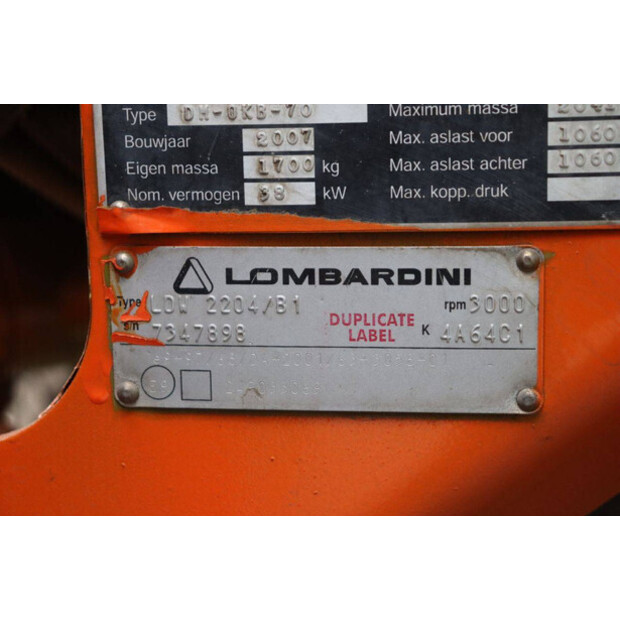 Type DW-OKB-70 Maximum massa
Bouwjaar 2007 Max. aslast voor 1060
Eigen massa 1700 kg Max. aslast achter 1060
Nom. vermogen 38 kW Max. kopp. druk
LOMBARDINI
Type LDW 2204/B1 rpm 3000
s/n 7347898 DUPLICATE LABEL K 4A64C1